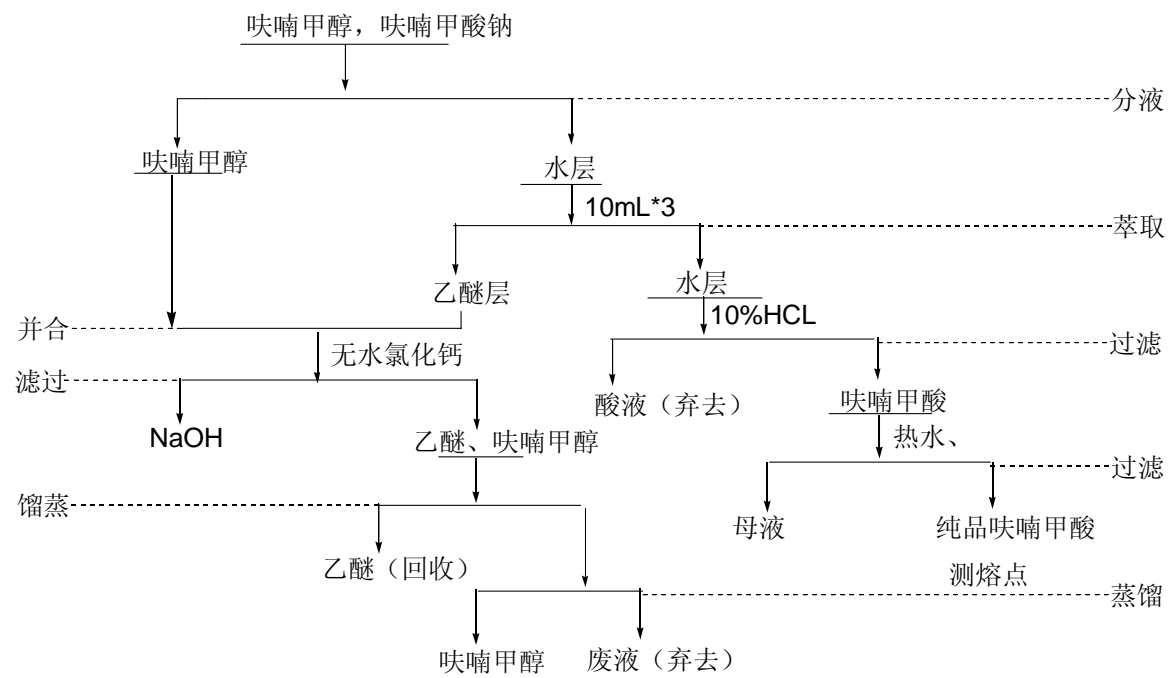 呋喃甲醇，呋喃甲酸钠
分液
呋喃甲醇
水层
10mL*3
萃取
乙醚层
水层
10%HCL
并合
无水氯化钙
过滤
滤过
酸液（弃去）
呋喃甲酸
NaOH
乙醚、呋喃甲醇
热水、
过滤
馏蒸
母液
纯品呋喃甲酸
乙醚（回收）
测熔点
蒸馏
呋喃甲醇
废液（弃去）